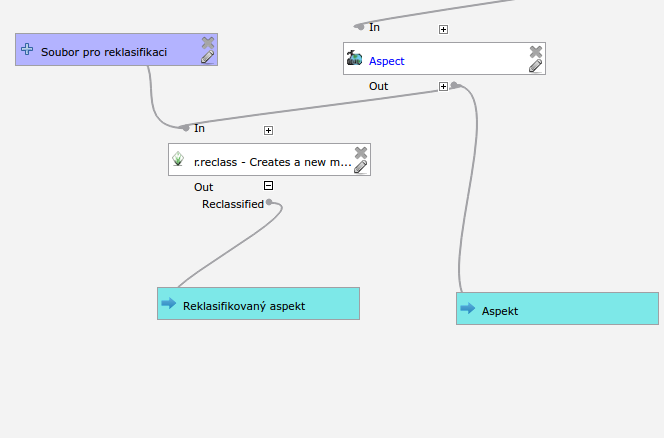 In
Soubor pro reklasifikaci
Aspect
Out
In
r.reclass - Creates a new m...
Out
Reclassified
Reklasifikovaný aspekt
Aspekt